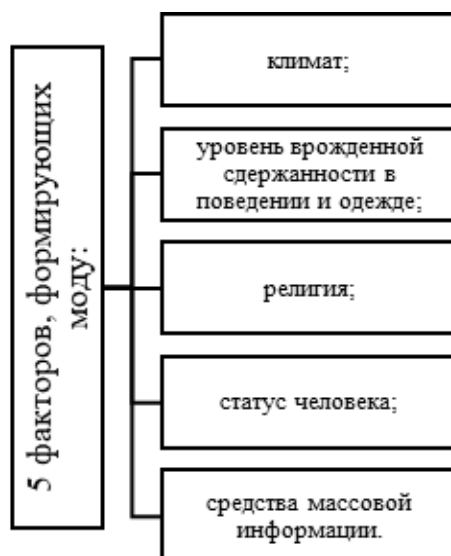 5 факторов, формирующих
моду:
климат;
уровень врожденной
сдержанности в
поведении и одежде;
религия;
статус человека;
средства массовой
информации.